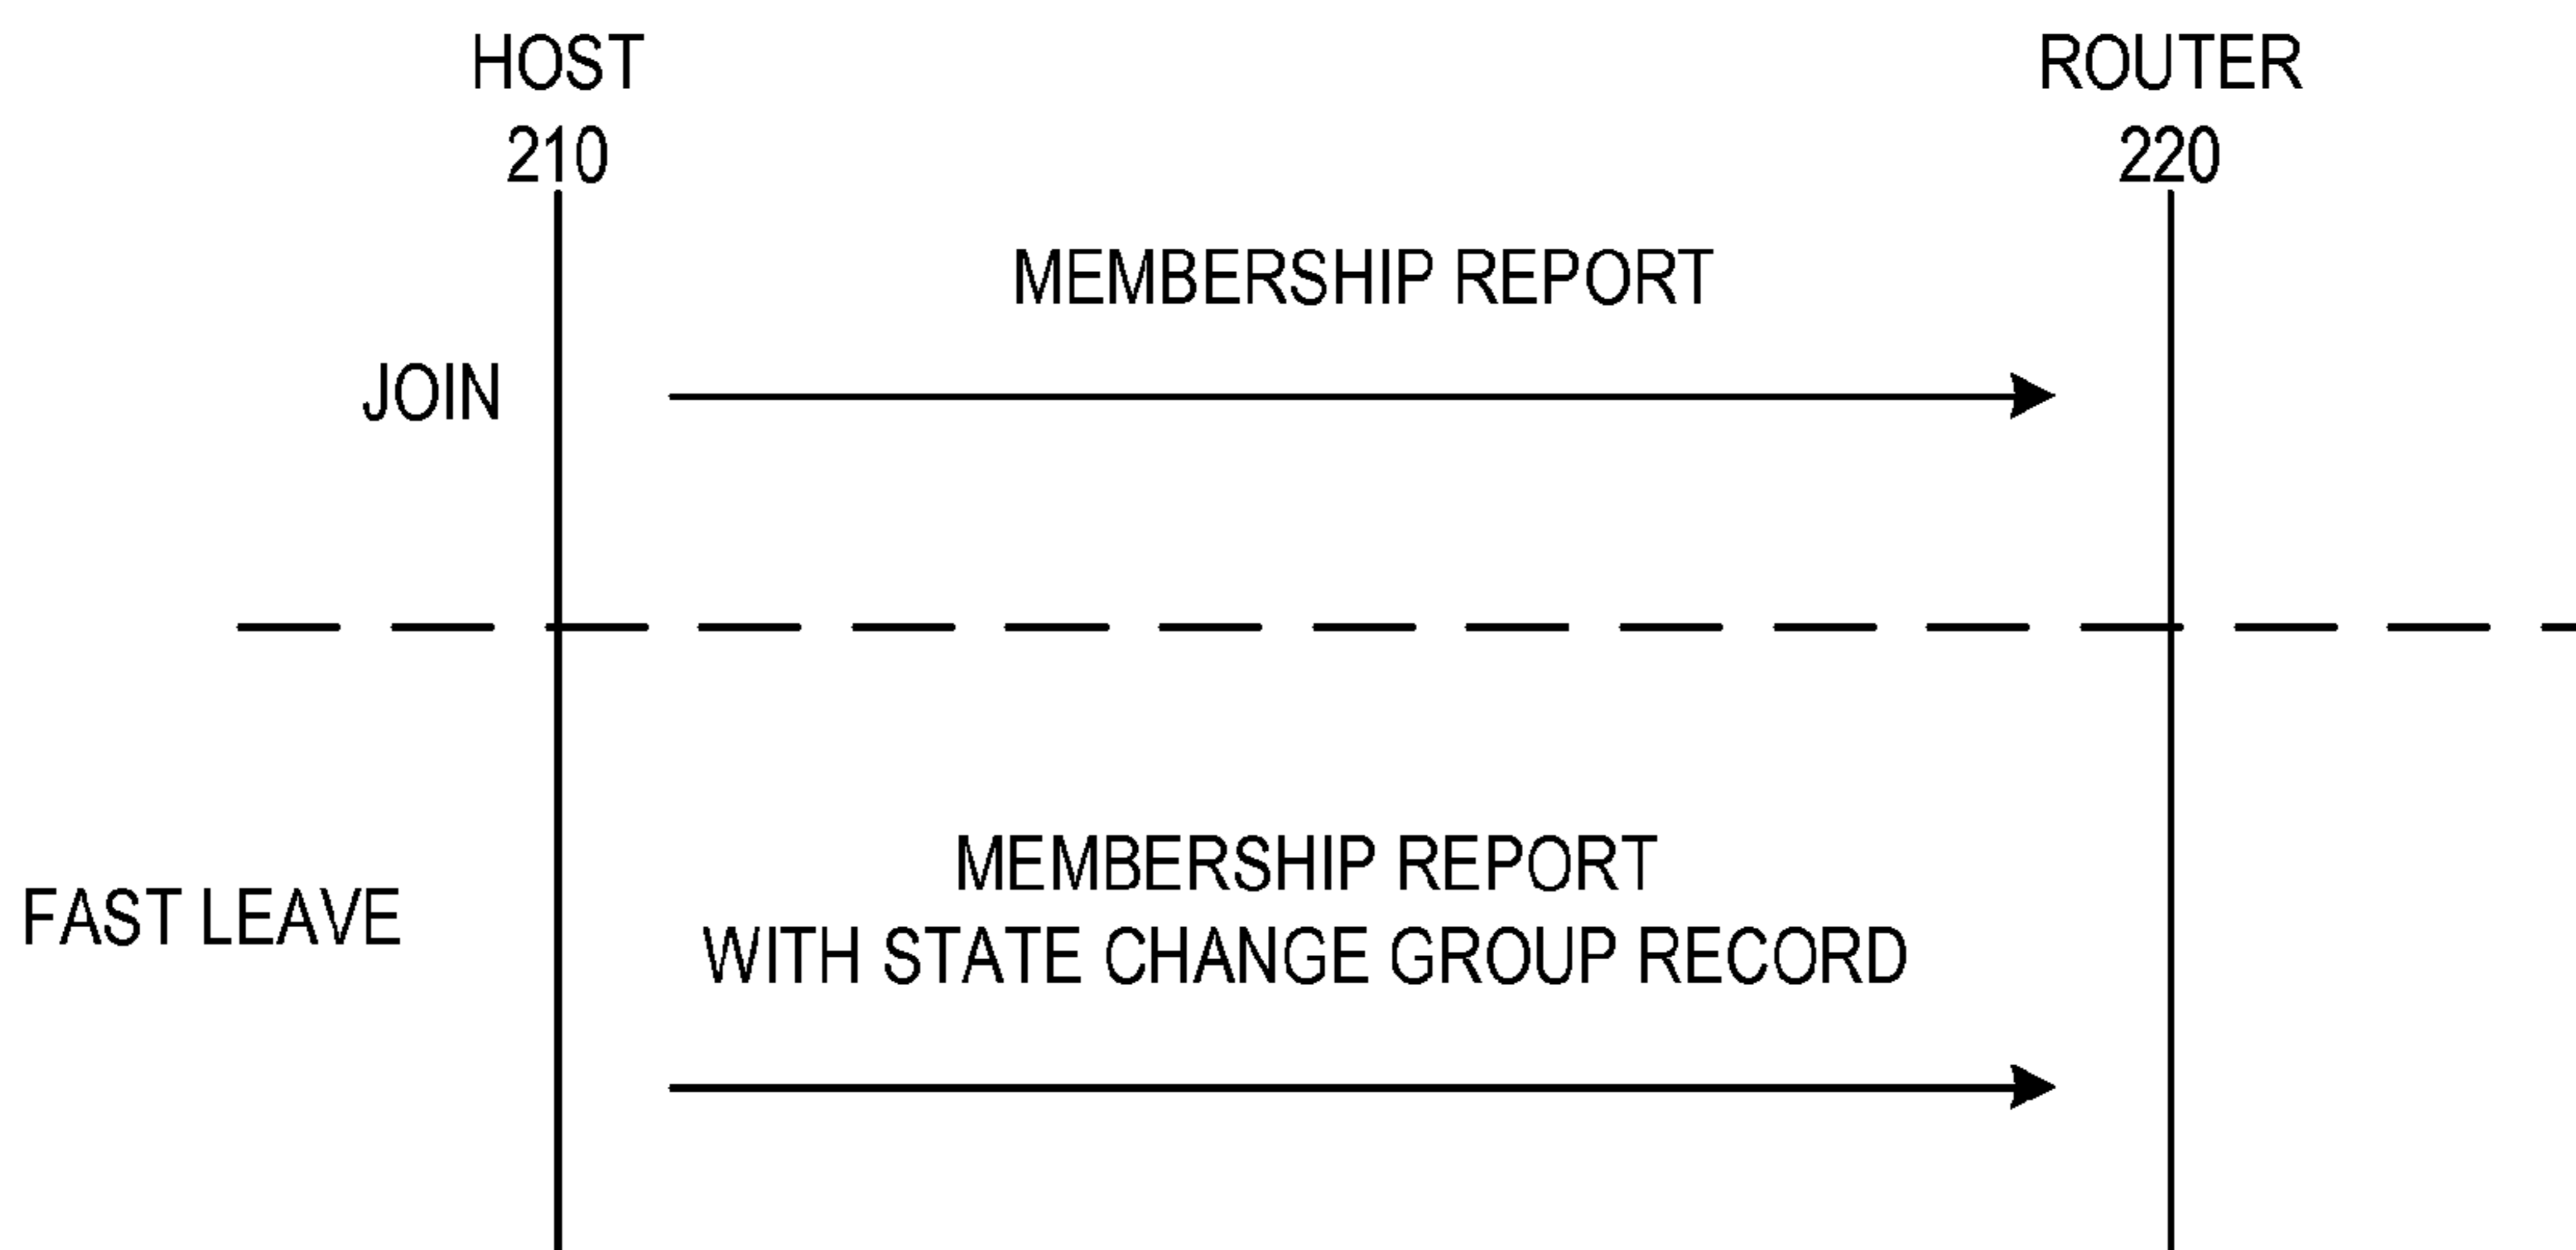 HOST
210
ROUTER
220
MEMBERSHIP REPORT
JOIN
MEMBERSHIP REPORT
WITH STATE CHANGE GROUP RECORD
FAST LEAVE